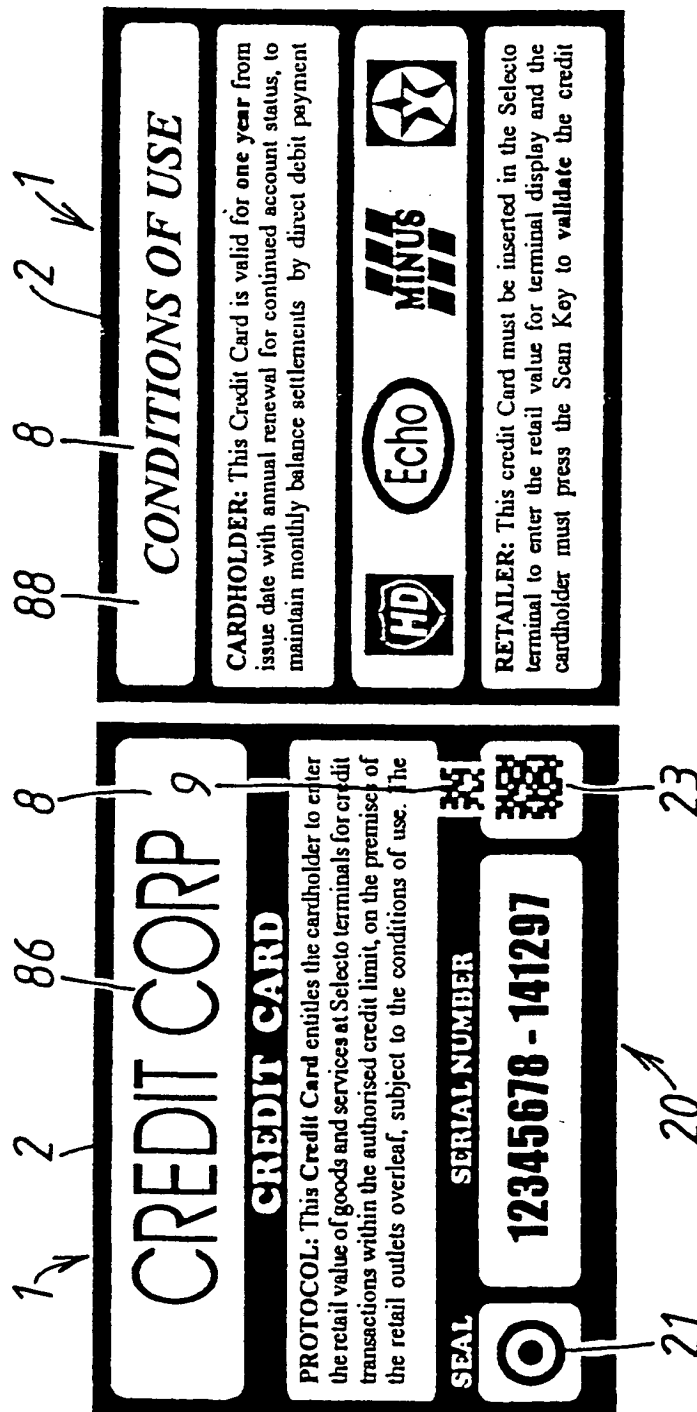 1 2 86 8
CREDIT CORP
9
CREDIT CARD
PROTOCOL: This Credit Card entitles the cardholder to enter
the retail value of goods and services at Selecto terminals for credit
transactions within the authorised credit limit, on the premises of
the retail outlets overleaf, subject to the conditions of use. The
SEAL SERIAL NUMBER
12345678 - 141297
21 20 23
88 8 2 1
CONDITIONS OF USE
CARDHOLDER: This Credit Card is valid for one year from
issue date with annual renewal for continued account status, to
maintain monthly balance settlements by direct debit payment
HD Echo MINUS
RETAILER: This credit Card must be inserted in the Selecto
terminal to enter the retail value for terminal display and the
cardholder must press the Scan Key to validate the credit